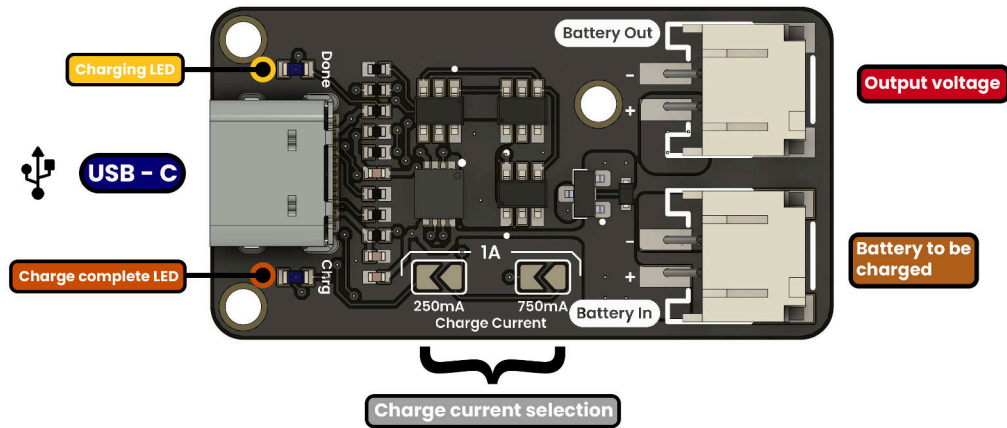 Battery Out
Charging LED
Done
-
+
Output voltage
USB - C
Charge complete LED
Chrg
1A
250mA
750mA
Charge Current
-
+
Battery In
Battery to be
charged
Charge current selection